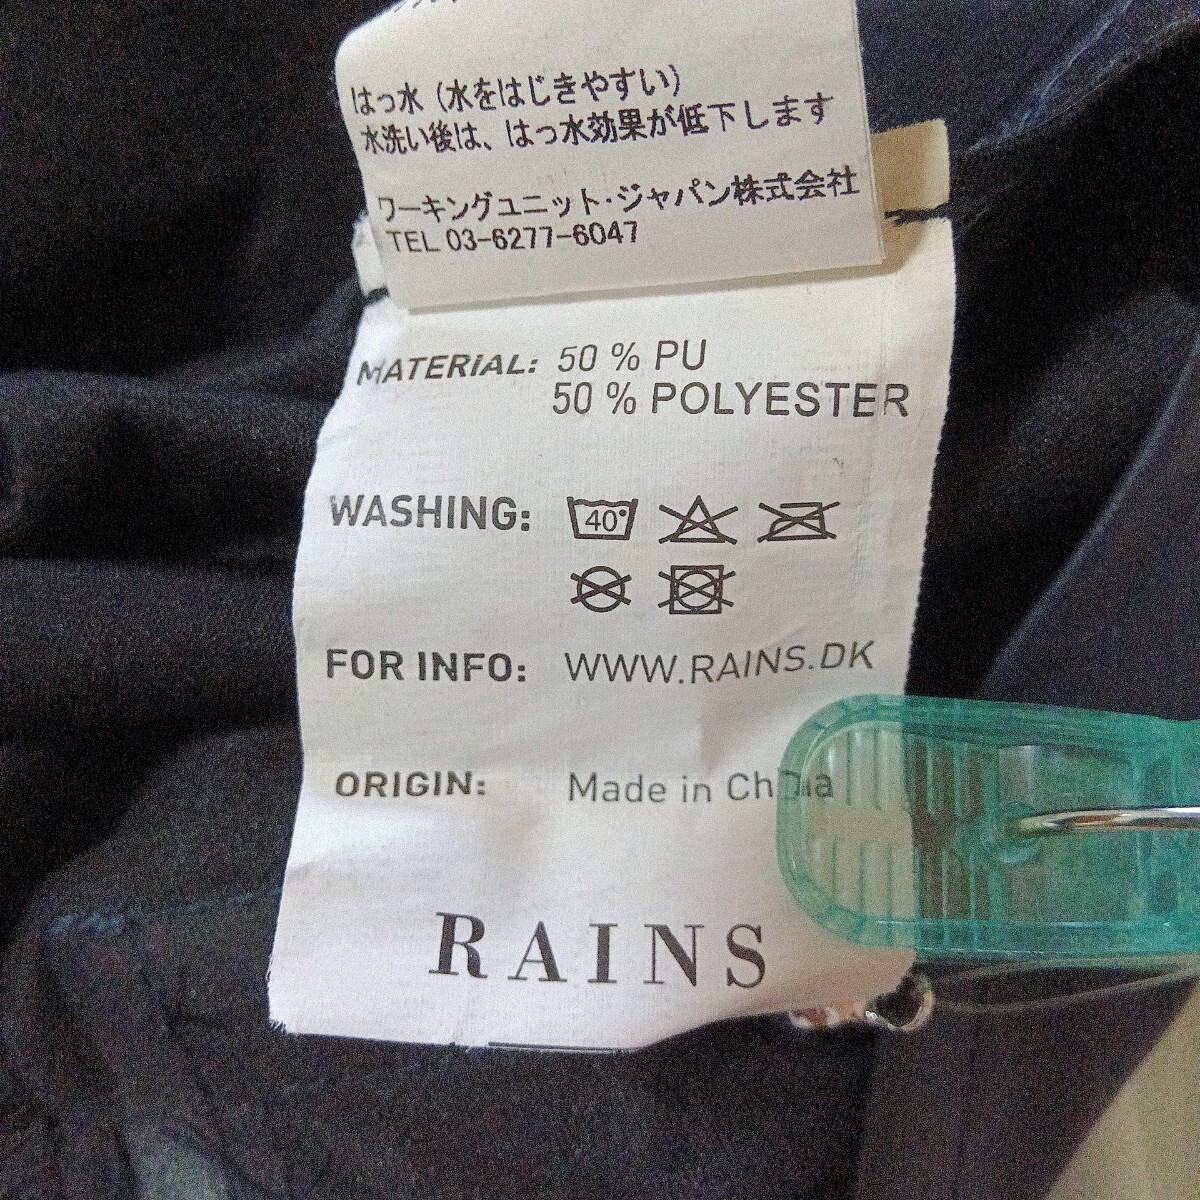 はっ水（水をはじきやすい）
水洗い後は、はっ水効果が低下します
ワーキングユニット・ジャパン株式会社
TEL 03-6277-6047
MATERIAL: 50 % PU
50 % POLYESTER
WASHING: 40°
FOR INFO: WWW.RAINS.DK
ORIGIN: Made in China
RAINS